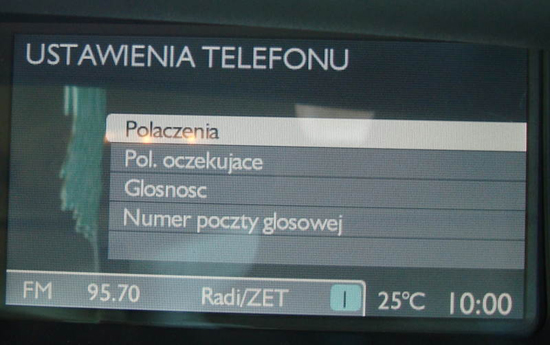 USTAWIENIA TELEFONU
Polaczenia
Pol. oczekujace
Glosnosc
Numer poczty glosowej
FM 95.70 Radi/ZET 1 25°C 10:00